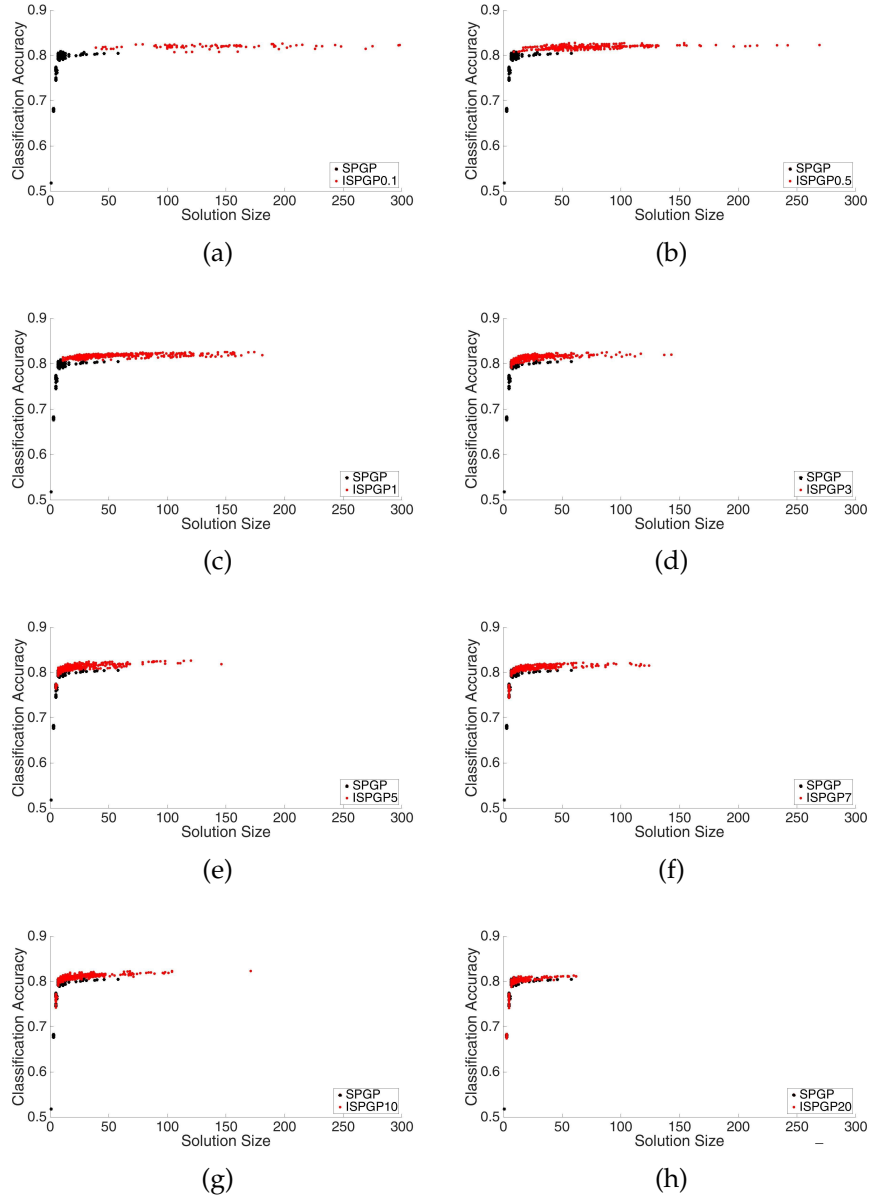 0.9
0.8
0.7
0.6
0.5
Classification Accuracy
SPGP
ISPGP0.1
0 50 100 150 200 250 300
Solution Size
(a)
0.9
0.8
0.7
0.6
0.5
Classification Accuracy
SPGP
ISPGP0.5
0 50 100 150 200 250 300
Solution Size
(b)
0.9
0.8
0.7
0.6
0.5
Classification Accuracy
SPGP
ISPGP1
0 50 100 150 200 250 300
Solution Size
(c)
0.9
0.8
0.7
0.6
0.5
Classification Accuracy
SPGP
ISPGP3
0 50 100 150 200 250 300
Solution Size
(d)
0.9
0.8
0.7
0.6
0.5
Classification Accuracy
SPGP
ISPGP5
0 50 100 150 200 250 300
Solution Size
(e)
0.9
0.8
0.7
0.6
0.5
Classification Accuracy
SPGP
ISPGP7
0 50 100 150 200 250 300
Solution Size
(f)
0.9
0.8
0.7
0.6
0.5
Classification Accuracy
SPGP
ISPGP10
0 50 100 150 200 250 300
Solution Size
(g)
0.9
0.8
0.7
0.6
0.5
Classification Accuracy
SPGP
ISPGP20
0 50 100 150 200 250 300
Solution Size
(h)